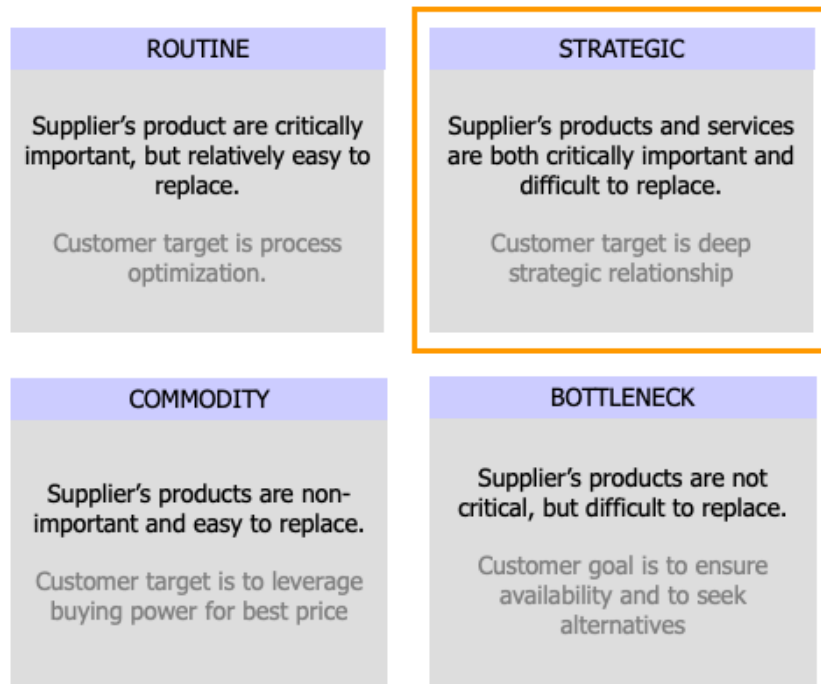 ROUTINE
Supplier's product are critically
important, but relatively easy to
replace.
Customer target is process
optimization.
STRATEGIC
Supplier's products and services
are both critically important and
difficult to replace.
Customer target is deep
strategic relationship
COMMODITY
Supplier's products are non-
important and easy to replace.
Customer target is to leverage
buying power for best price
BOTTLENECK
Supplier's products are not
critical, but difficult to replace.
Customer goal is to ensure
availability and to seek
alternatives